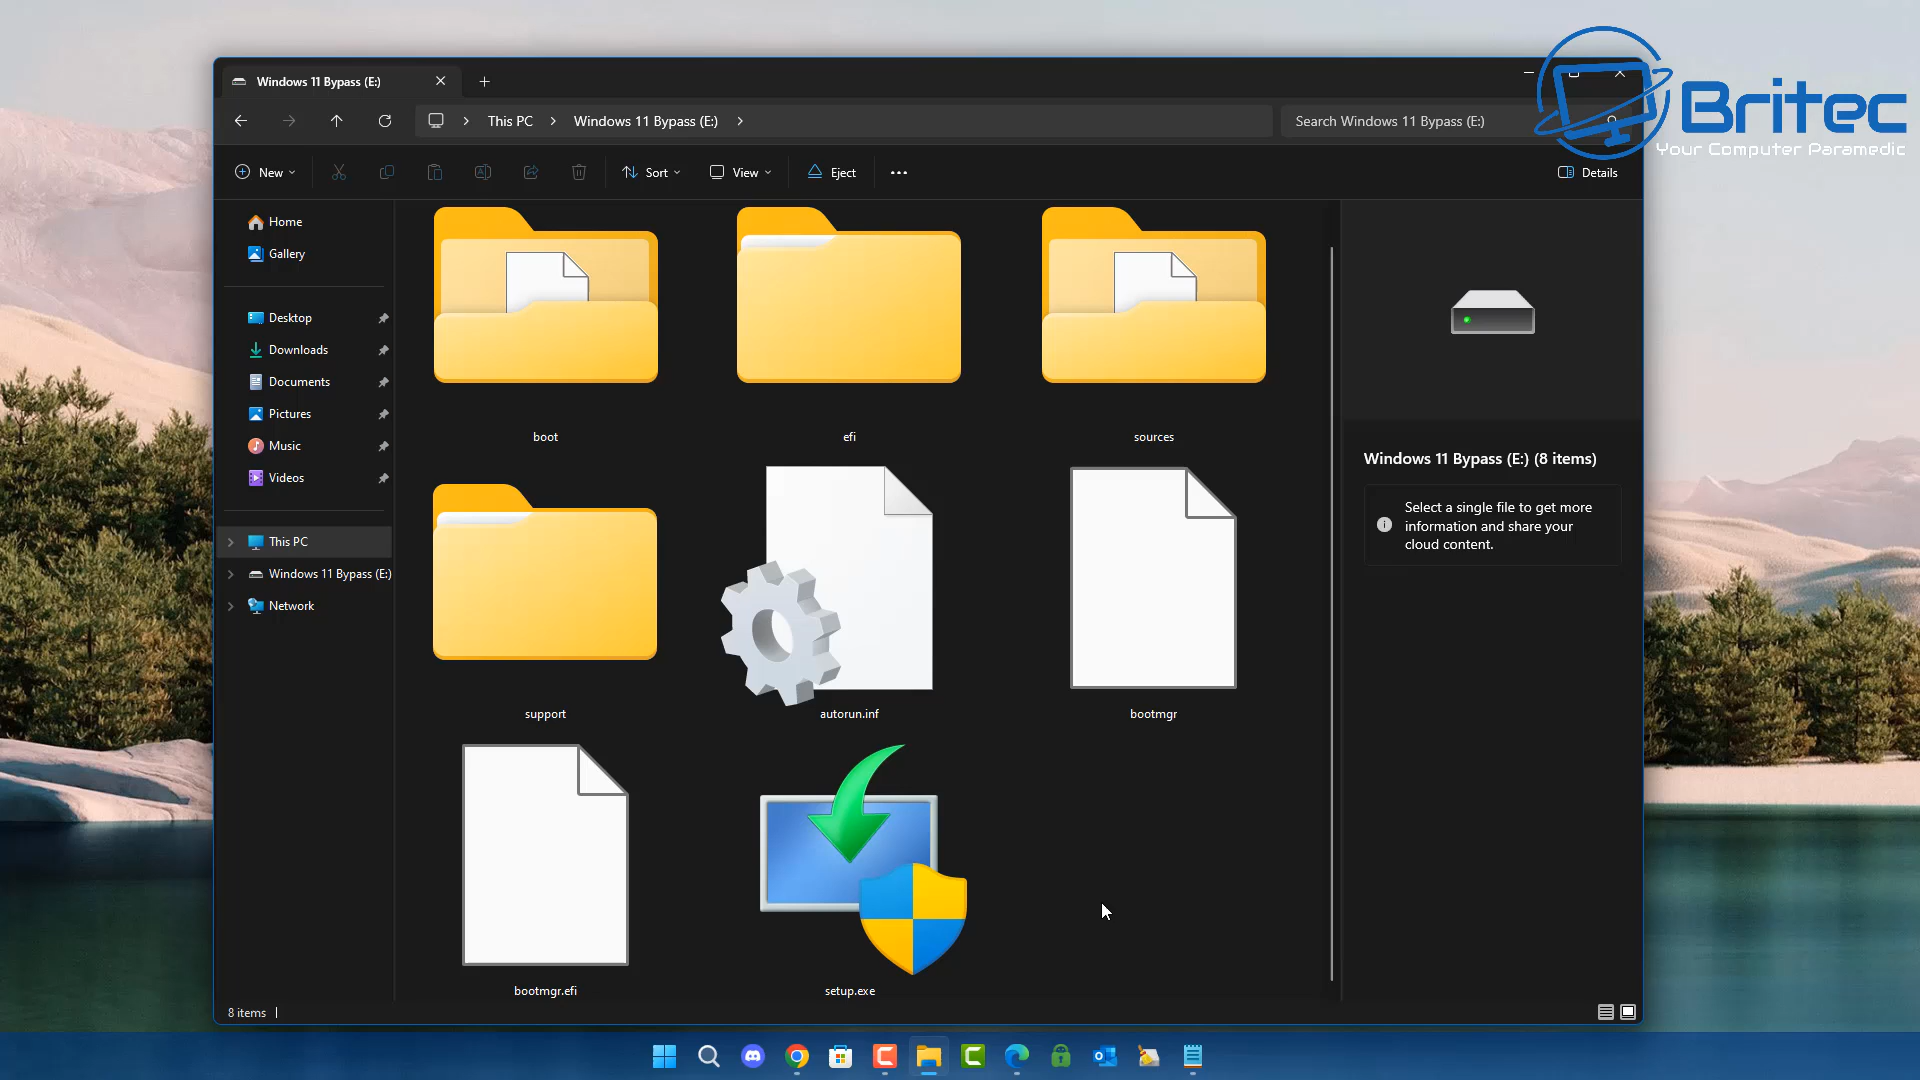 Windows 11 Bypass (E:)
Britec
Your Computer Paramedic
This PC
Windows 11 Bypass (E:)
Search Windows 11 Bypass (E:)
New
Sort
View
Eject
Details
Home
Gallery
Desktop
Downloads
Documents
Pictures
Music
Videos
This PC
Windows 11 Bypass (E:)
Network
boot
efi
sources
support
autorun.inf
bootmgr
bootmgr.efi
setup.exe
Windows 11 Bypass (E:) (8 items)
Select a single file to get more
information and share your
cloud content.
8 items